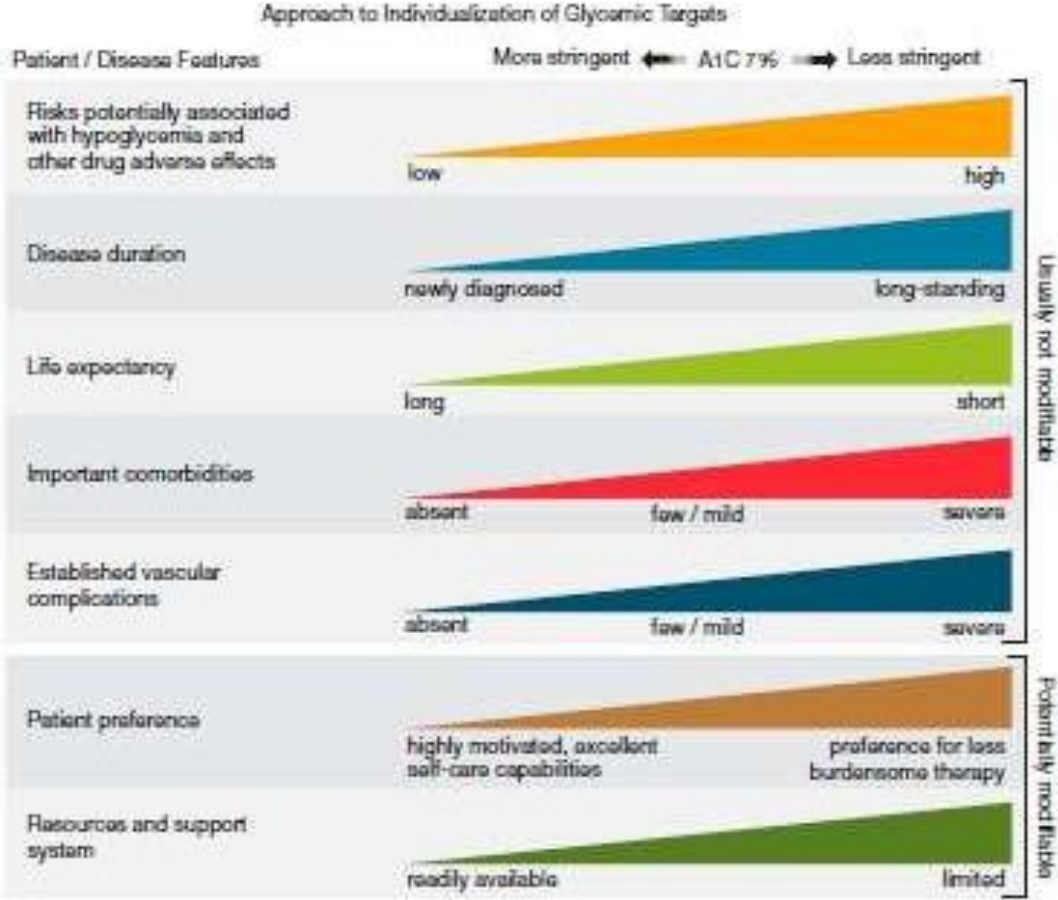 Approach to Individualization of Glycemic Targets
Patient / Disease Features
More stringent A1C 7% Less stringent
Risks potentially associated
with hypoglycemia and
other drug adverse effects
low
high
Disease duration
newly diagnosed
long-standing
Life expectancy
long
short
Important comorbidities
absent
few / mild
severe
Established vascular
complications
absent
few / mild
severe
Usually not modifiable
Patient preference
highly motivated, excellent
self-care capabilities
preference for less
burdensome therapy
Resources and support
system
readily available
limited
Potentially modifiable